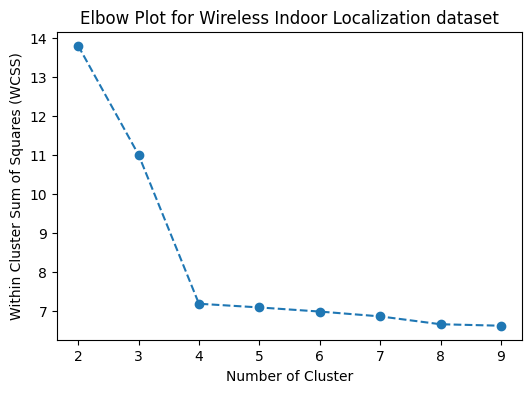 Elbow Plot for Wireless Indoor Localization dataset
Within Cluster Sum of Squares (WCSS)
14
13
12
11
10
9
8
7
2 3 4 5 6 7 8 9
Number of Cluster